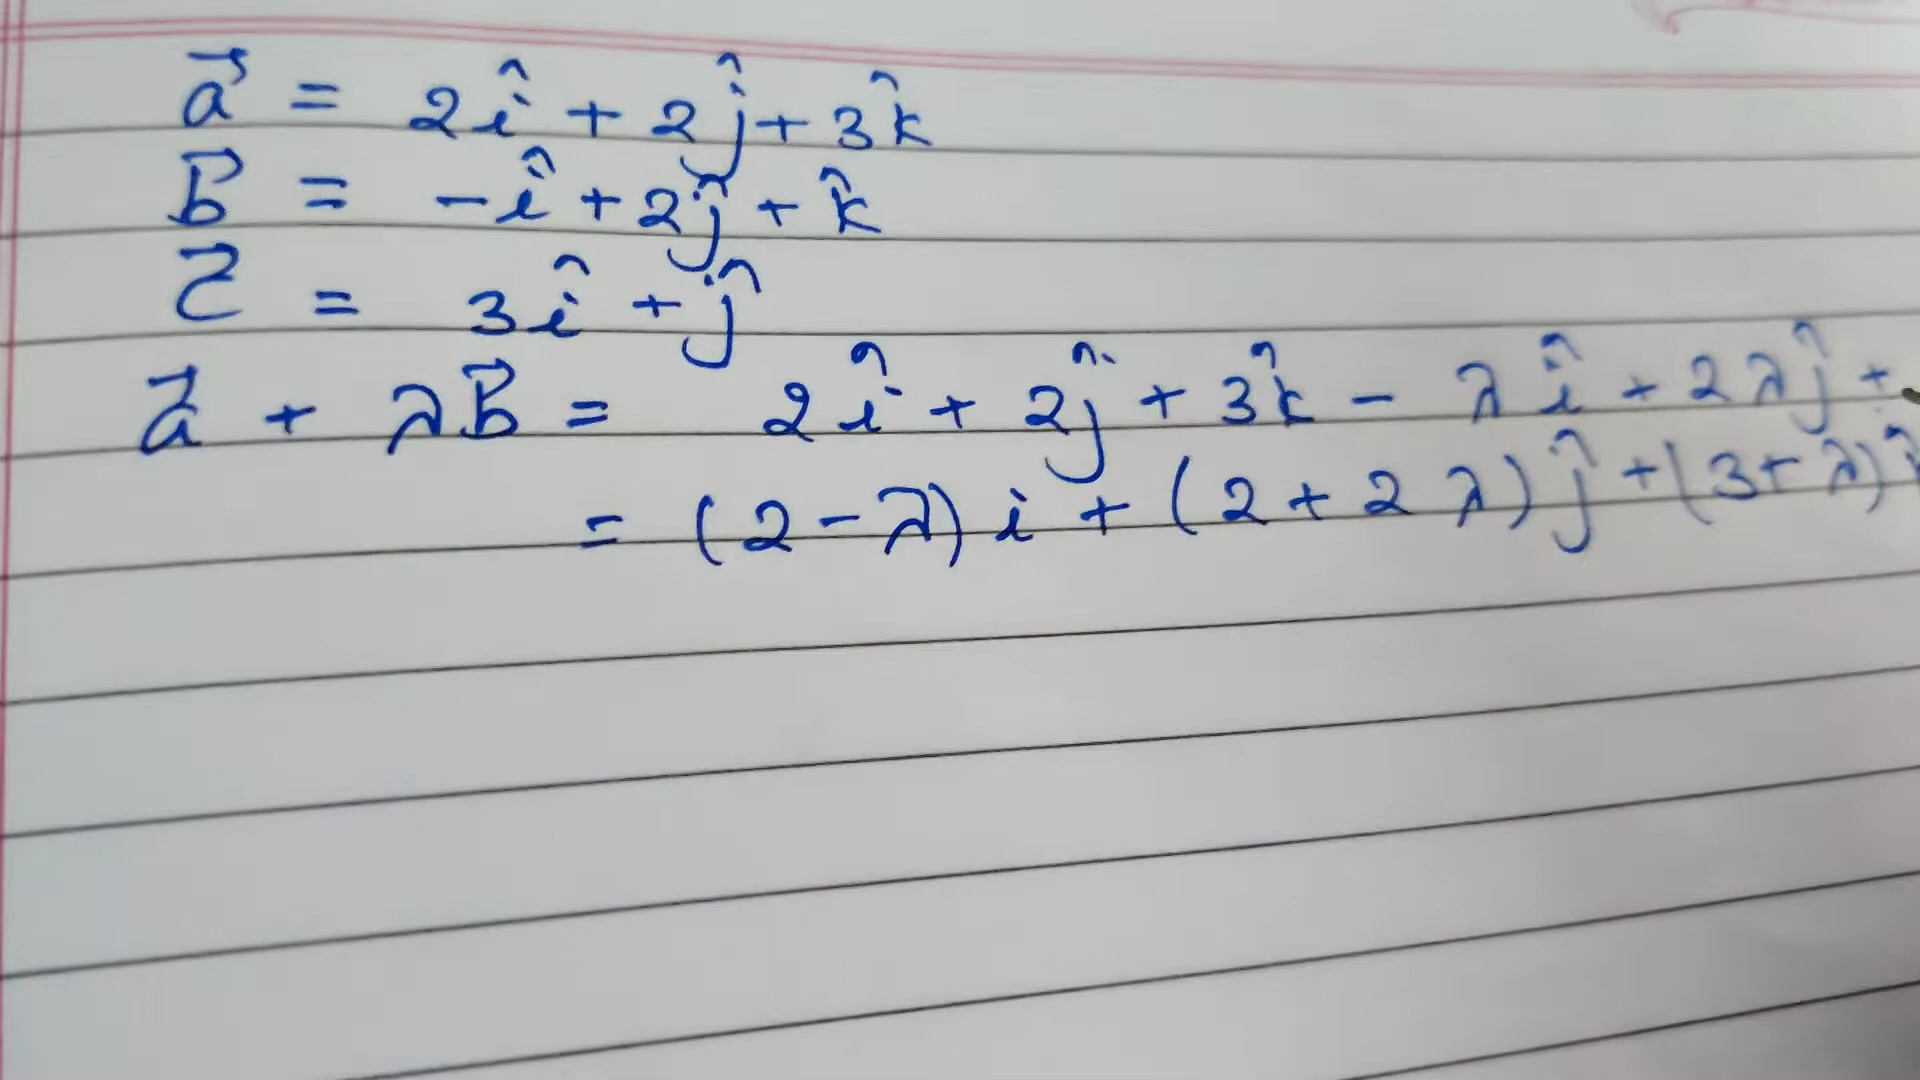 a⃗ = 2î + 2ĵ + 3k̂
b⃗ = -î + 2ĵ + k̂
c⃗ = 3î + ĵ
a⃗ + λb⃗ = 2î + 2ĵ + 3k̂ - λî + 2λĵ +
= (2-λ)i + (2+2λ)ĵ + (3+λ)